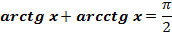 arctg x + arcctg x = π/2